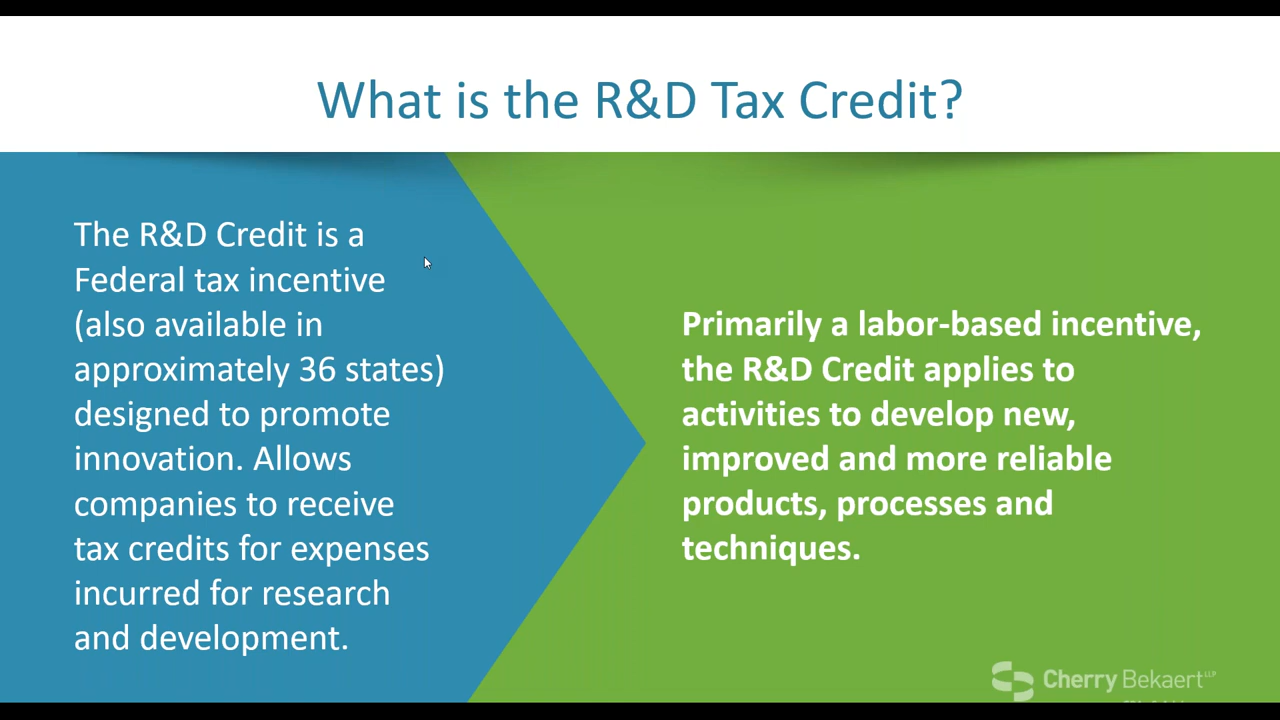 What is the R&D Tax Credit?
The R&D Credit is a
Federal tax incentive
(also available in
approximately 36 states)
designed to promote
innovation. Allows
companies to receive
tax credits for expenses
incurred for research
and development.
Primarily a labor-based incentive,
the R&D Credit applies to
activities to develop new,
improved and more reliable
products, processes and
techniques.
Cherry Bekaert LLP